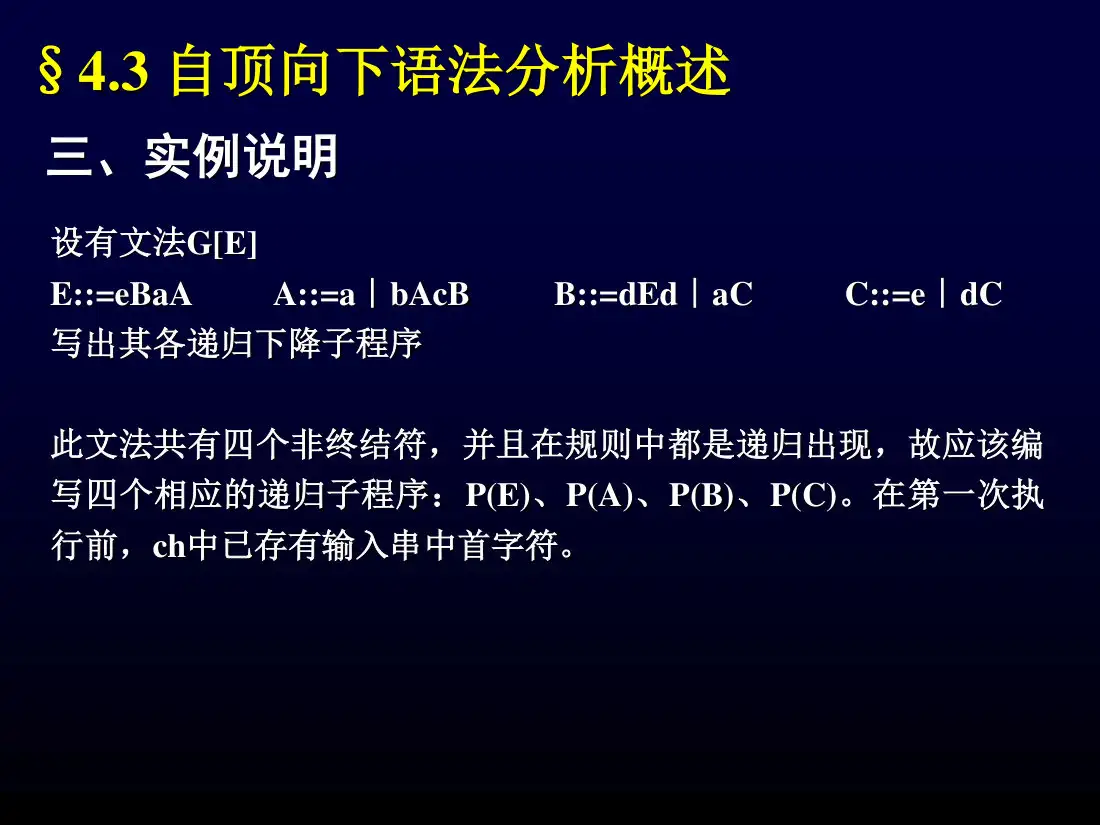 §4.3 自顶向下语法分析概述
三、实例说明
设有文法G[E]
E::=eBaA A::=a｜bAcB B::=dEd｜aC C::=e｜dC
写出其各递归下降子程序
此文法共有四个非终结符，并且在规则中都是递归出现，故应该编
写四个相应的递归子程序：P(E)、P(A)、P(B)、P(C)。在第一次执
行前，ch中已存有输入串中首字符。